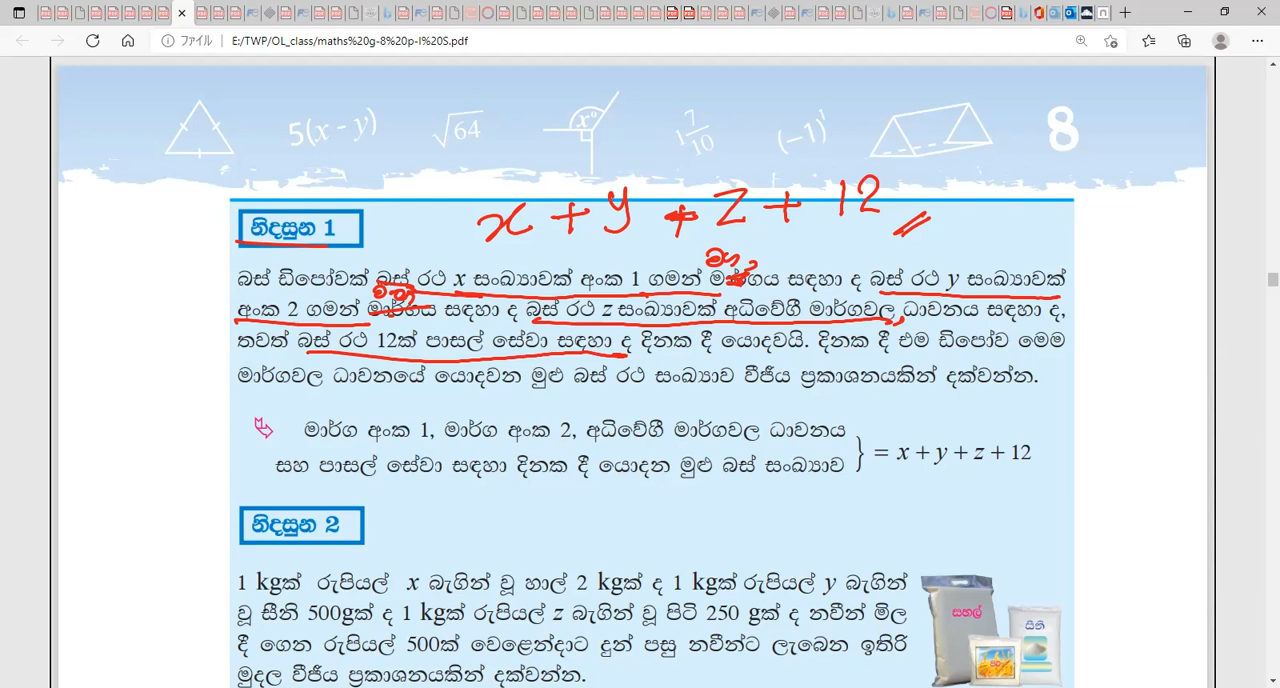 ファイル E:/TWP/OL_class/maths%20g-8%20p-I%20S.pdf
5(x – y) √64 x° 1 7/10 (–1)¹ 8
x + y + z + 12
නිදසුන 1
බස් ඩිපෝවක් බස් රථ x සංඛ්‍යාවක් අංක 1 ගමන් මාර්ගය සඳහා ද බස් රථ y සංඛ්‍යාවක්
අංක 2 ගමන් මාර්ගය සඳහා ද බස් රථ z සංඛ්‍යාවක් අධිවේගී මාර්ගවල ධාවනය සඳහා ද,
තවත් බස් රථ 12ක් පාසල් සේවා සඳහා ද දිනක දී යොදවයි. දිනක දී එම ඩිපෝව මෙම
මාර්ගවල ධාවනයේ යොදවන මුළු බස් රථ සංඛ්‍යාව වීජීය ප්‍රකාශනයකින් දක්වන්න.
මාර්ග අංක 1, මාර්ග අංක 2, අධිවේගී මාර්ගවල ධාවනය
සහ පාසල් සේවා සඳහා දිනක දී යොදන මුළු බස් සංඛ්‍යාව } = x + y + z + 12
නිදසුන 2
1 kgක් රුපියල් x බැගින් වූ හාල් 2 kgක් ද 1 kgක් රුපියල් y බැගින්
වූ සීනි 500gක් ද 1 kgක් රුපියල් z බැගින් වූ පිටි 250 gක් ද නවීන් මිල
දී ගෙන රුපියල් 500ක් වෙළෙන්දාට දුන් පසු නවීන්ට ලැබෙන ඉතිරි
මුදල වීජීය ප්‍රකාශනයකින් දක්වන්න.
සහල්
සීනි